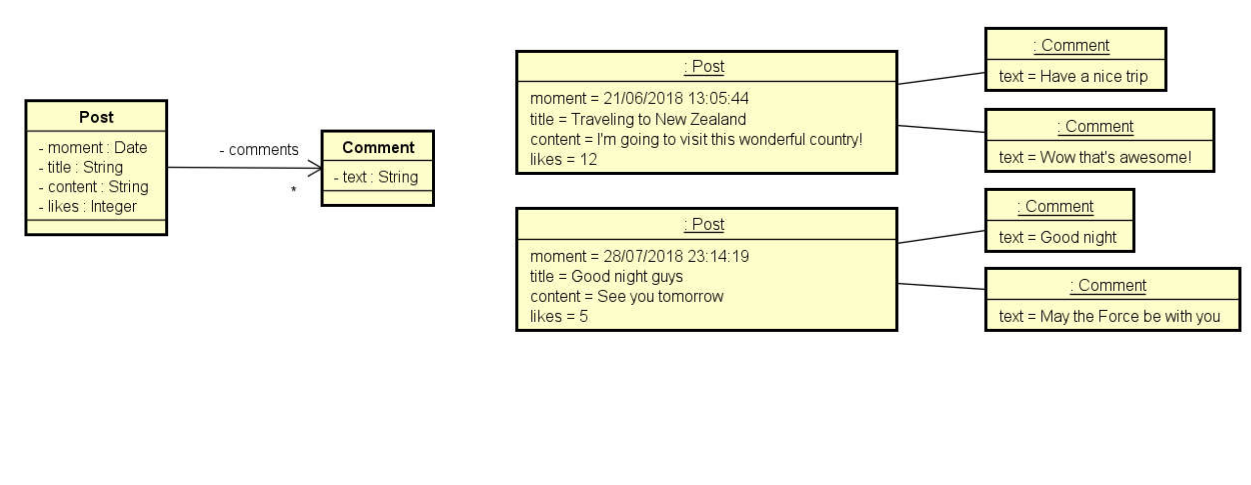 Post
- moment : Date
- title : String
- content : String
- likes : Integer
- comments
*
Comment
- text : String
: Post
moment = 21/06/2018 13:05:44
title = Traveling to New Zealand
content = I'm going to visit this wonderful country!
likes = 12
: Comment
text = Have a nice trip
: Comment
text = Wow that's awesome!
: Post
moment = 28/07/2018 23:14:19
title = Good night guys
content = See you tomorrow
likes = 5
: Comment
text = Good night
: Comment
text = May the Force be with you